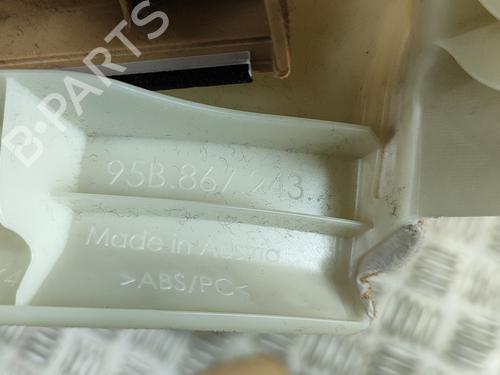 B-PARTS
95B.867.243
Made in Austria
>ABS/PC<